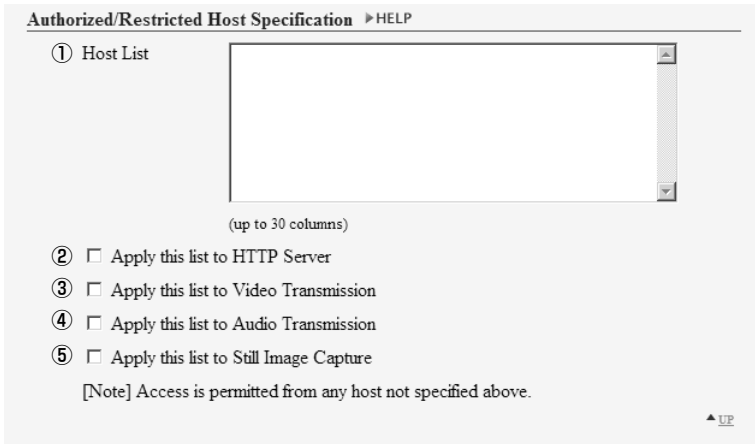 Authorized/Restricted Host Specification ▶HELP
① Host List
(up to 30 columns)
② Apply this list to HTTP Server
③ Apply this list to Video Transmission
④ Apply this list to Audio Transmission
⑤ Apply this list to Still Image Capture
[Note] Access is permitted from any host not specified above.
▲UP